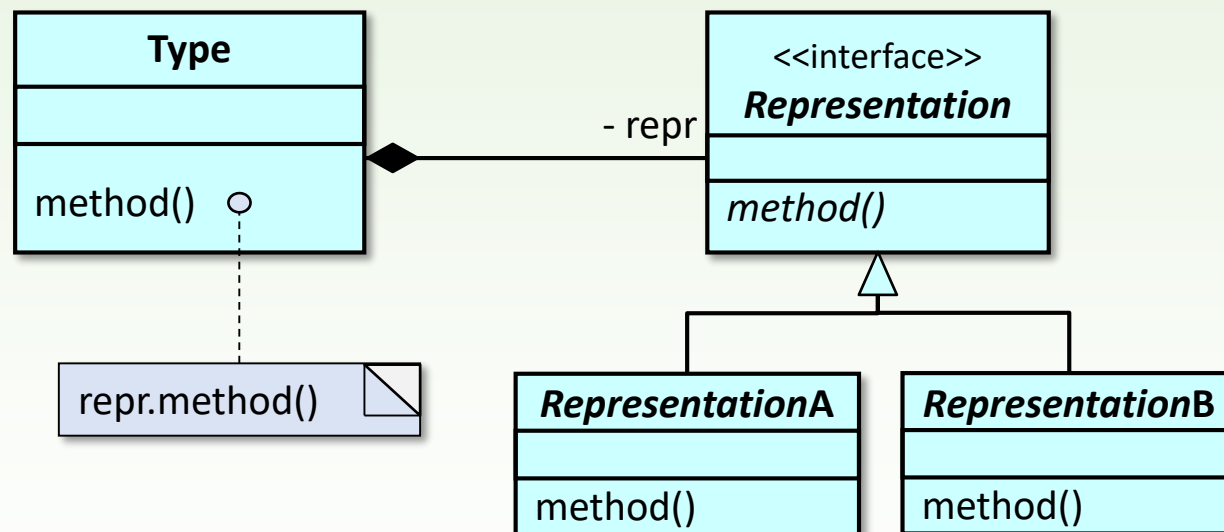 Type
method()
repr.method()
- repr
<<interface>>
Representation
method()
RepresentationA
method()
RepresentationB
method()